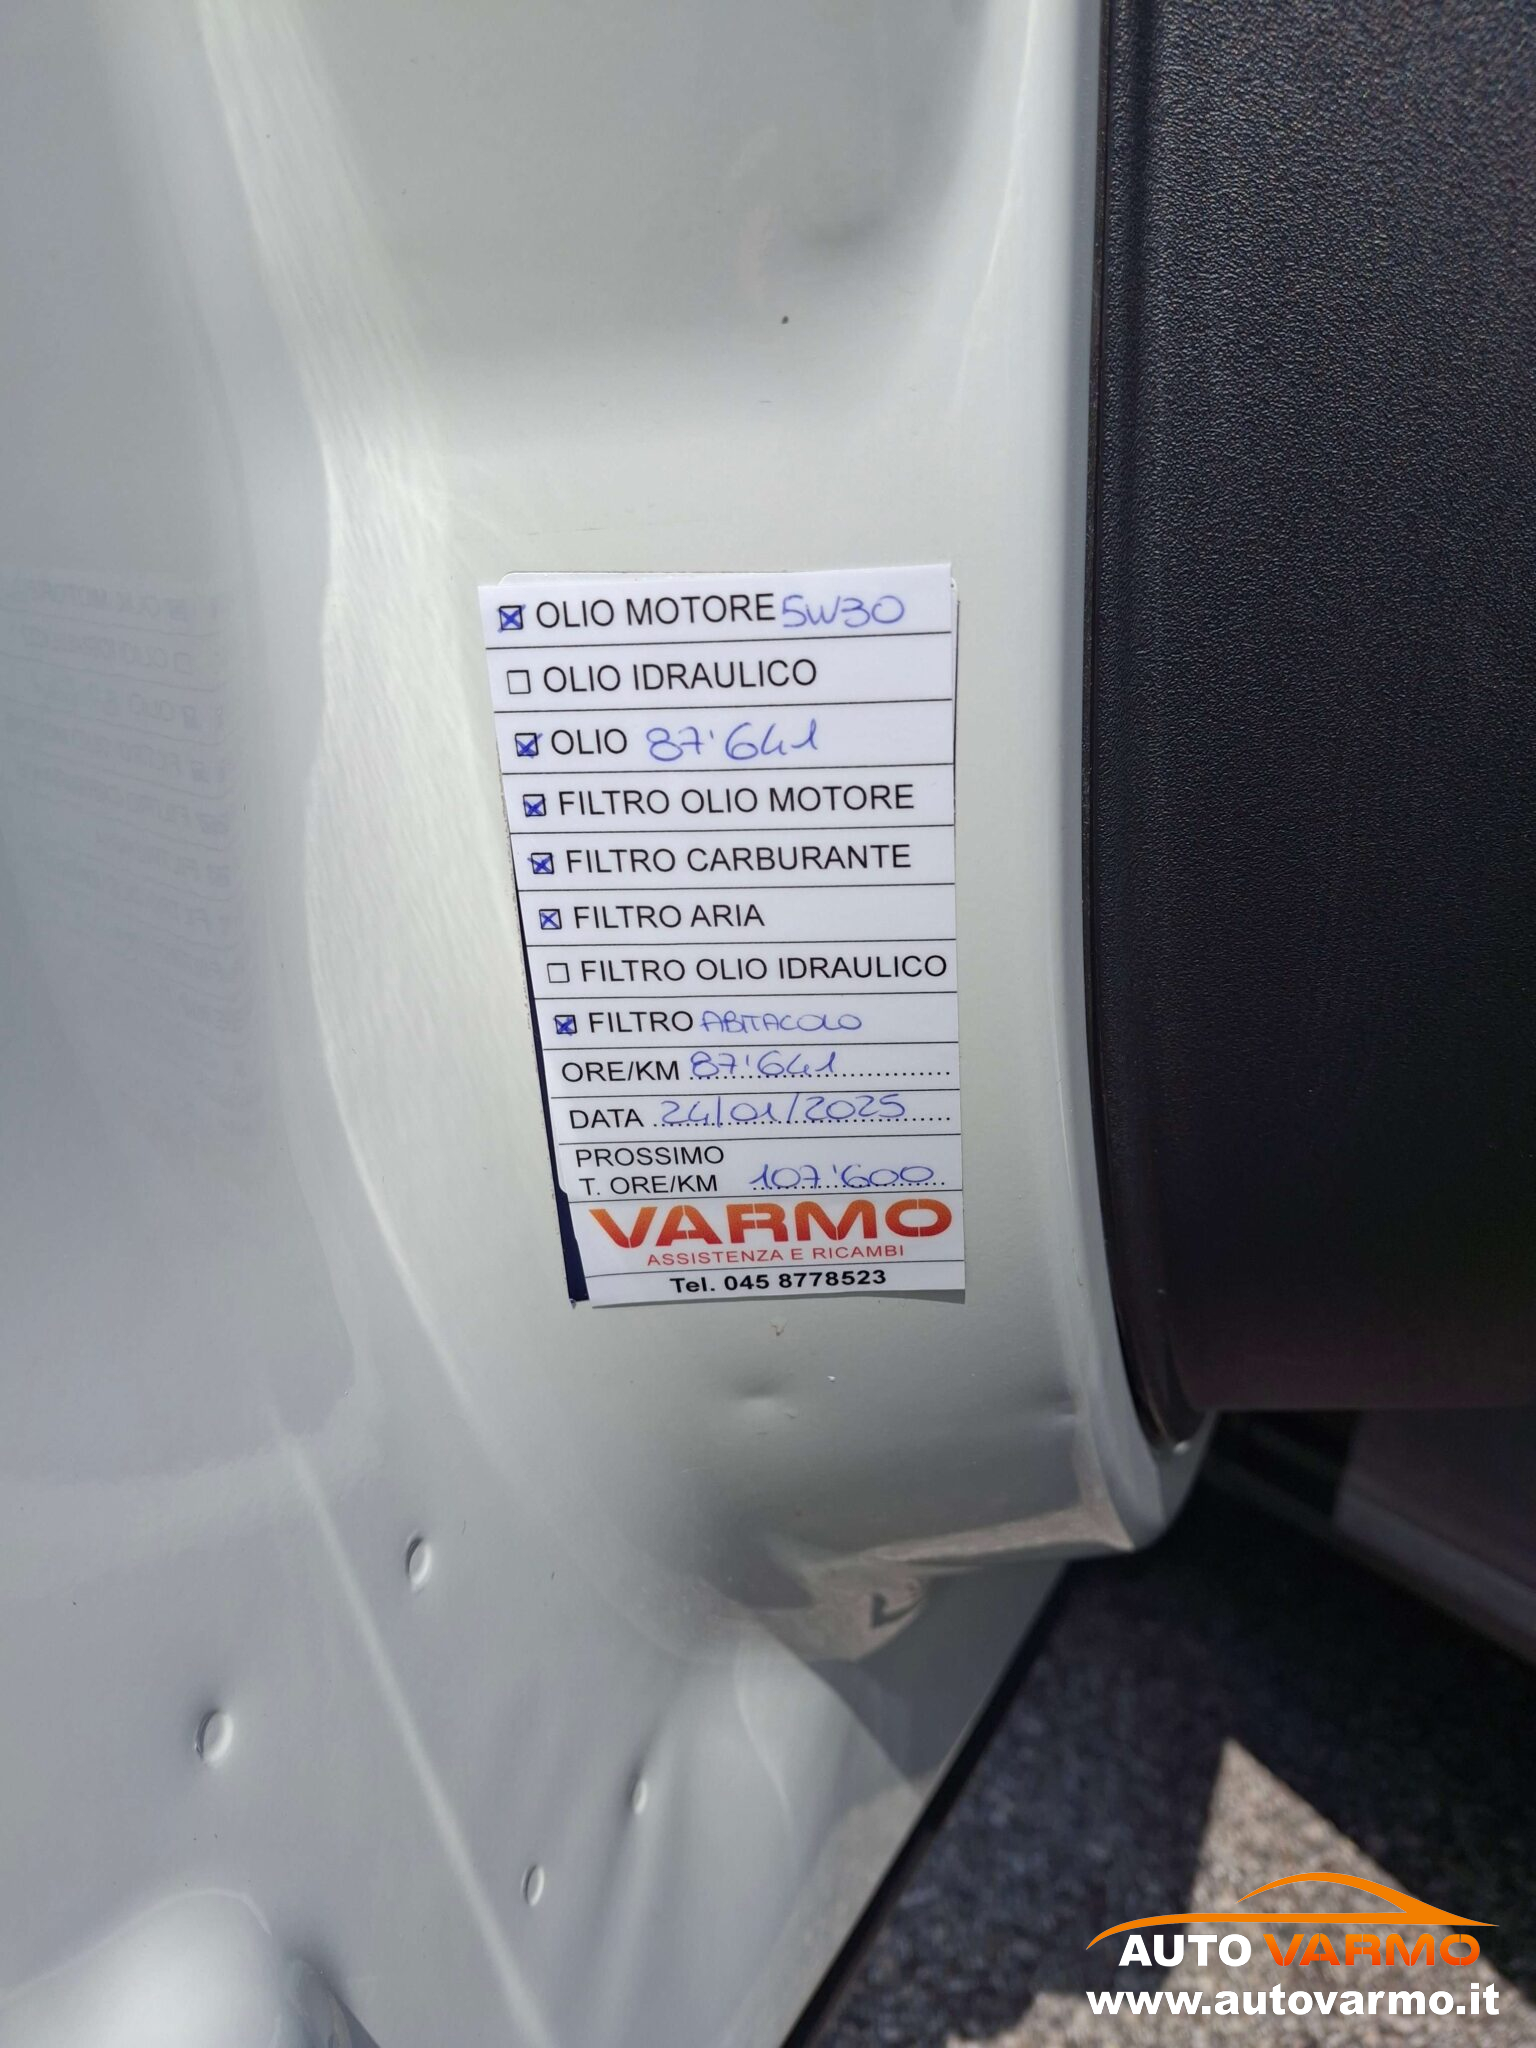 OLIO MOTORE 5W30
OLIO IDRAULICO
OLIO 87'641
FILTRO OLIO MOTORE
FILTRO CARBURANTE
FILTRO ARIA
FILTRO OLIO IDRAULICO
FILTRO ABITACOLO
ORE/KM 87'641
DATA 24/01/2025
PROSSIMO
T. ORE/KM 107'600
VARMO
ASSISTENZA E RICAMBI
Tel. 045 8778523
AUTO VARMO
www.autovarmo.it